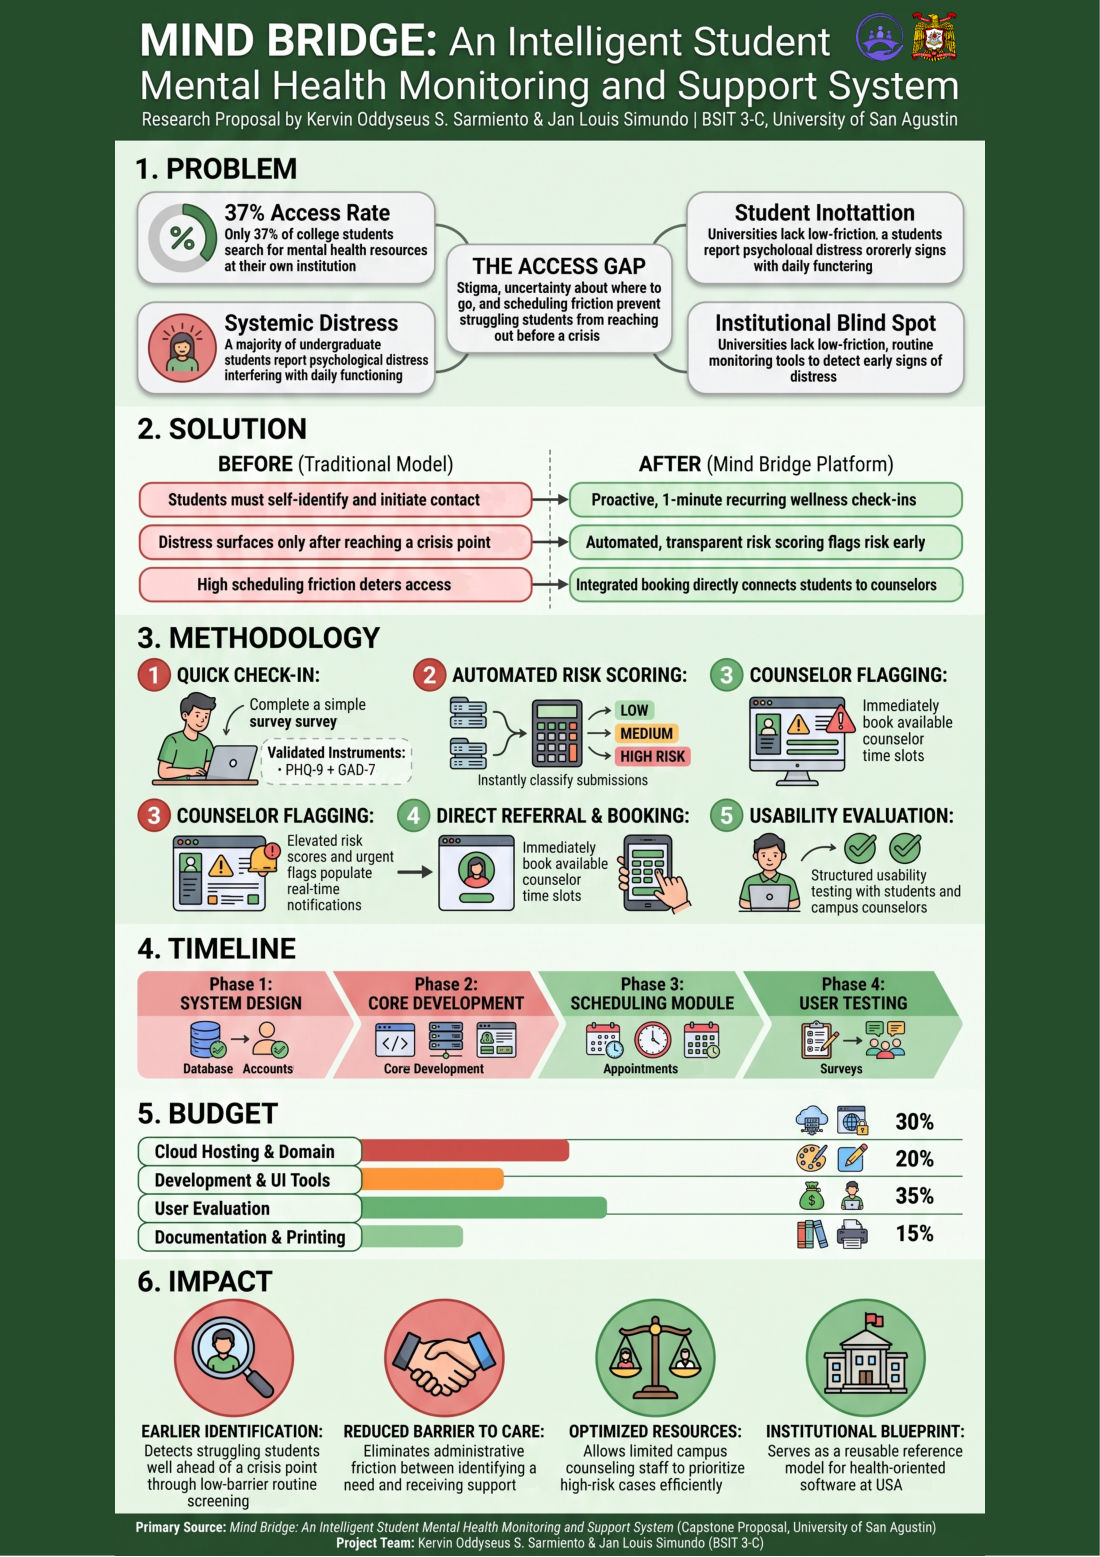 MIND BRIDGE: An Intelligent Student
Mental Health Monitoring and Support System
Research Proposal by Kervin Oddyseus S. Sarmiento & Jan Louis Simundo | BSIT 3-C, University of San Agustin
1. PROBLEM
%
37% Access Rate
Only 37% of college students
search for mental health resources
at their own institution
Systemic Distress
A majority of undergraduate
students report psychological distress
interfering with daily functioning
THE ACCESS GAP
Stigma, uncertainty about where to
go, and scheduling friction prevent
struggling students from reaching
out before a crisis
Student Inottattion
Universities lack low-friction, a students
report psycholonal distress ororerly signs
with daily functering
Institutional Blind Spot
Universities lack low-friction, routine
monitoring tools to detect early signs of
distress
2. SOLUTION
BEFORE (Traditional Model)
AFTER (Mind Bridge Platform)
Students must self-identify and initiate contact
Proactive, 1-minute recurring wellness check-ins
Distress surfaces only after reaching a crisis point
Automated, transparent risk scoring flags risk early
High scheduling friction deters access
Integrated booking directly connects students to counselors
3. METHODOLOGY
1 QUICK CHECK-IN:
Complete a simple
survey survey
Validated Instruments:
• PHQ-9 + GAD-7
2 AUTOMATED RISK SCORING:
LOW
MEDIUM
HIGH RISK
Instantly classify submissions
3 COUNSELOR FLAGGING:
Immediately
book available
counselor
time slots
3 COUNSELOR FLAGGING:
Elevated risk
scores and urgent
flags populate
real-time
notifications
4 DIRECT REFERRAL & BOOKING:
Immediately
book available
counselor
time slots
5 USABILITY EVALUATION:
Structured usability
testing with students and
campus counselors
4. TIMELINE
Phase 1:
SYSTEM DESIGN
Database Accounts
Phase 2:
CORE DEVELOPMENT
</>
Core Development
Phase 3:
SCHEDULING MODULE
Appointments
Phase 4:
USER TESTING
Surveys
5. BUDGET
Cloud Hosting & Domain
30%
Development & UI Tools
20%
User Evaluation
$
35%
Documentation & Printing
15%
6. IMPACT
EARLIER IDENTIFICATION:
Detects struggling students
well ahead of a crisis point
through low-barrier routine
screening
REDUCED BARRIER TO CARE:
Eliminates administrative
friction between identifying a
need and receiving support
OPTIMIZED RESOURCES:
Allows limited campus
counseling staff to prioritize
high-risk cases efficiently
INSTITUTIONAL BLUEPRINT:
Serves as a reusable reference
model for health-oriented
software at USA
Primary Source: Mind Bridge: An Intelligent Student Mental Health Monitoring and Support System (Capstone Proposal, University of San Agustin)
Project Team: Kervin Oddyseus S. Sarmiento & Jan Louis Simundo (BSIT 3-C)